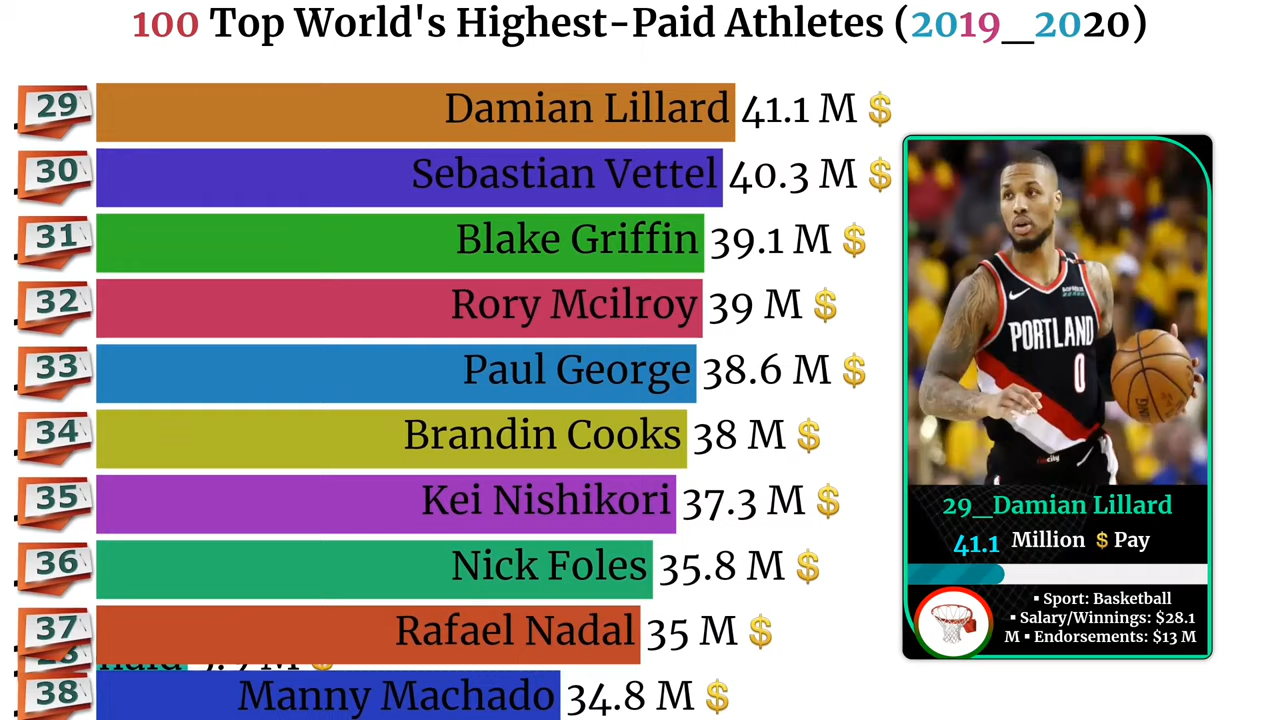 100 Top World's Highest-Paid Athletes (2019_2020)
29 Damian Lillard 41.1 M $
30 Sebastian Vettel 40.3 M $
31 Blake Griffin 39.1 M $
32 Rory Mcilroy 39 M $
33 Paul George 38.6 M $
34 Brandin Cooks 38 M $
35 Kei Nishikori 37.3 M $
36 Nick Foles 35.8 M $
37 Rafael Nadal 35 M $
38 Manny Machado 34.8 M $
PORTLAND
0
29_Damian Lillard
41.1 Million $ Pay
▪ Sport: Basketball
▪ Salary/Winnings: $28.1
M ▪ Endorsements: $13 M